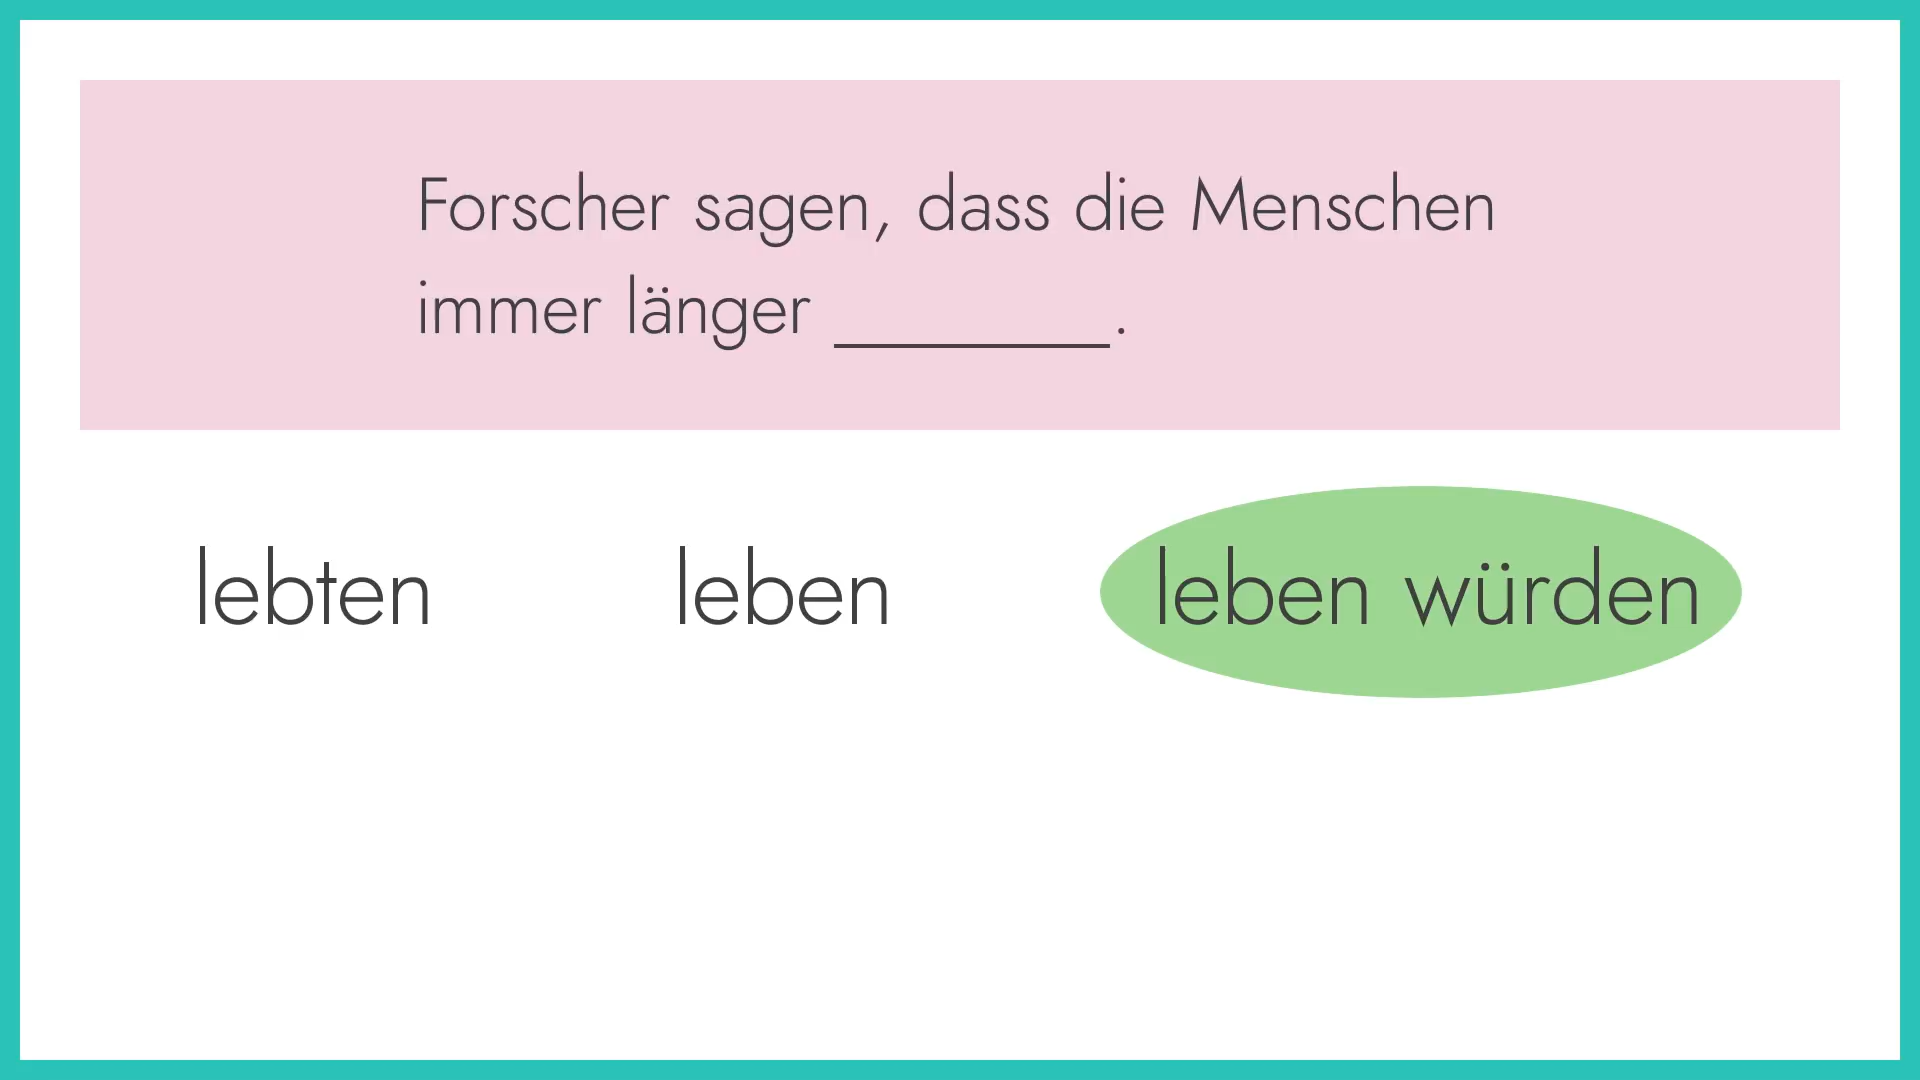 Forscher sagen, dass die Menschen
immer länger ________.
lebten leben leben würden